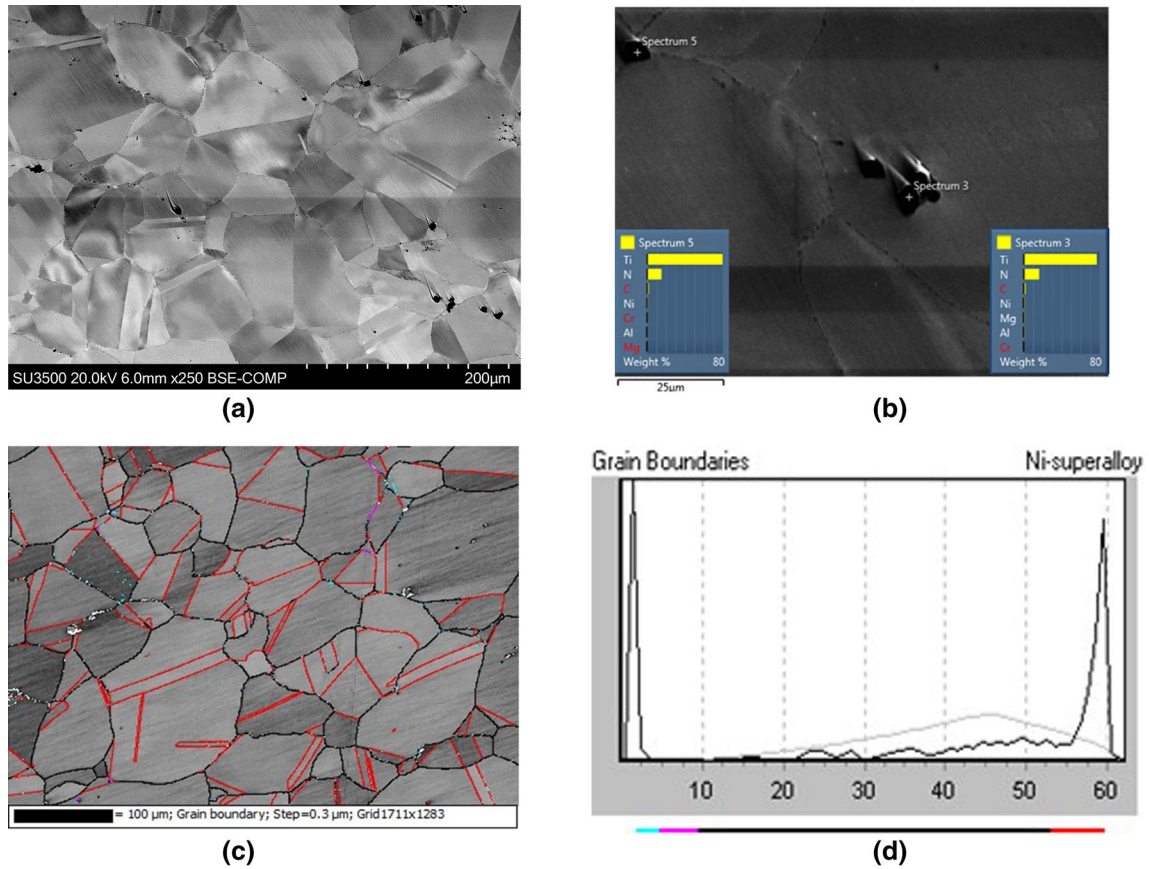 SU3500 20.0kV 6.0mm x250 BSE-COMP 200μm
(a)
Spectrum 5
Spectrum 3
Spectrum 5
Ti
N
C
Ni
Cr
Al
Mg
Weight % 80
Spectrum 3
Ti
N
C
Ni
Mg
Al
Cr
Weight % 80
25μm
(b)
= 100 μm; Grain boundary; Step=0.3 μm; Grid1711x1283
(c)
Grain Boundaries Ni-superalloy
10 20 30 40 50 60
(d)